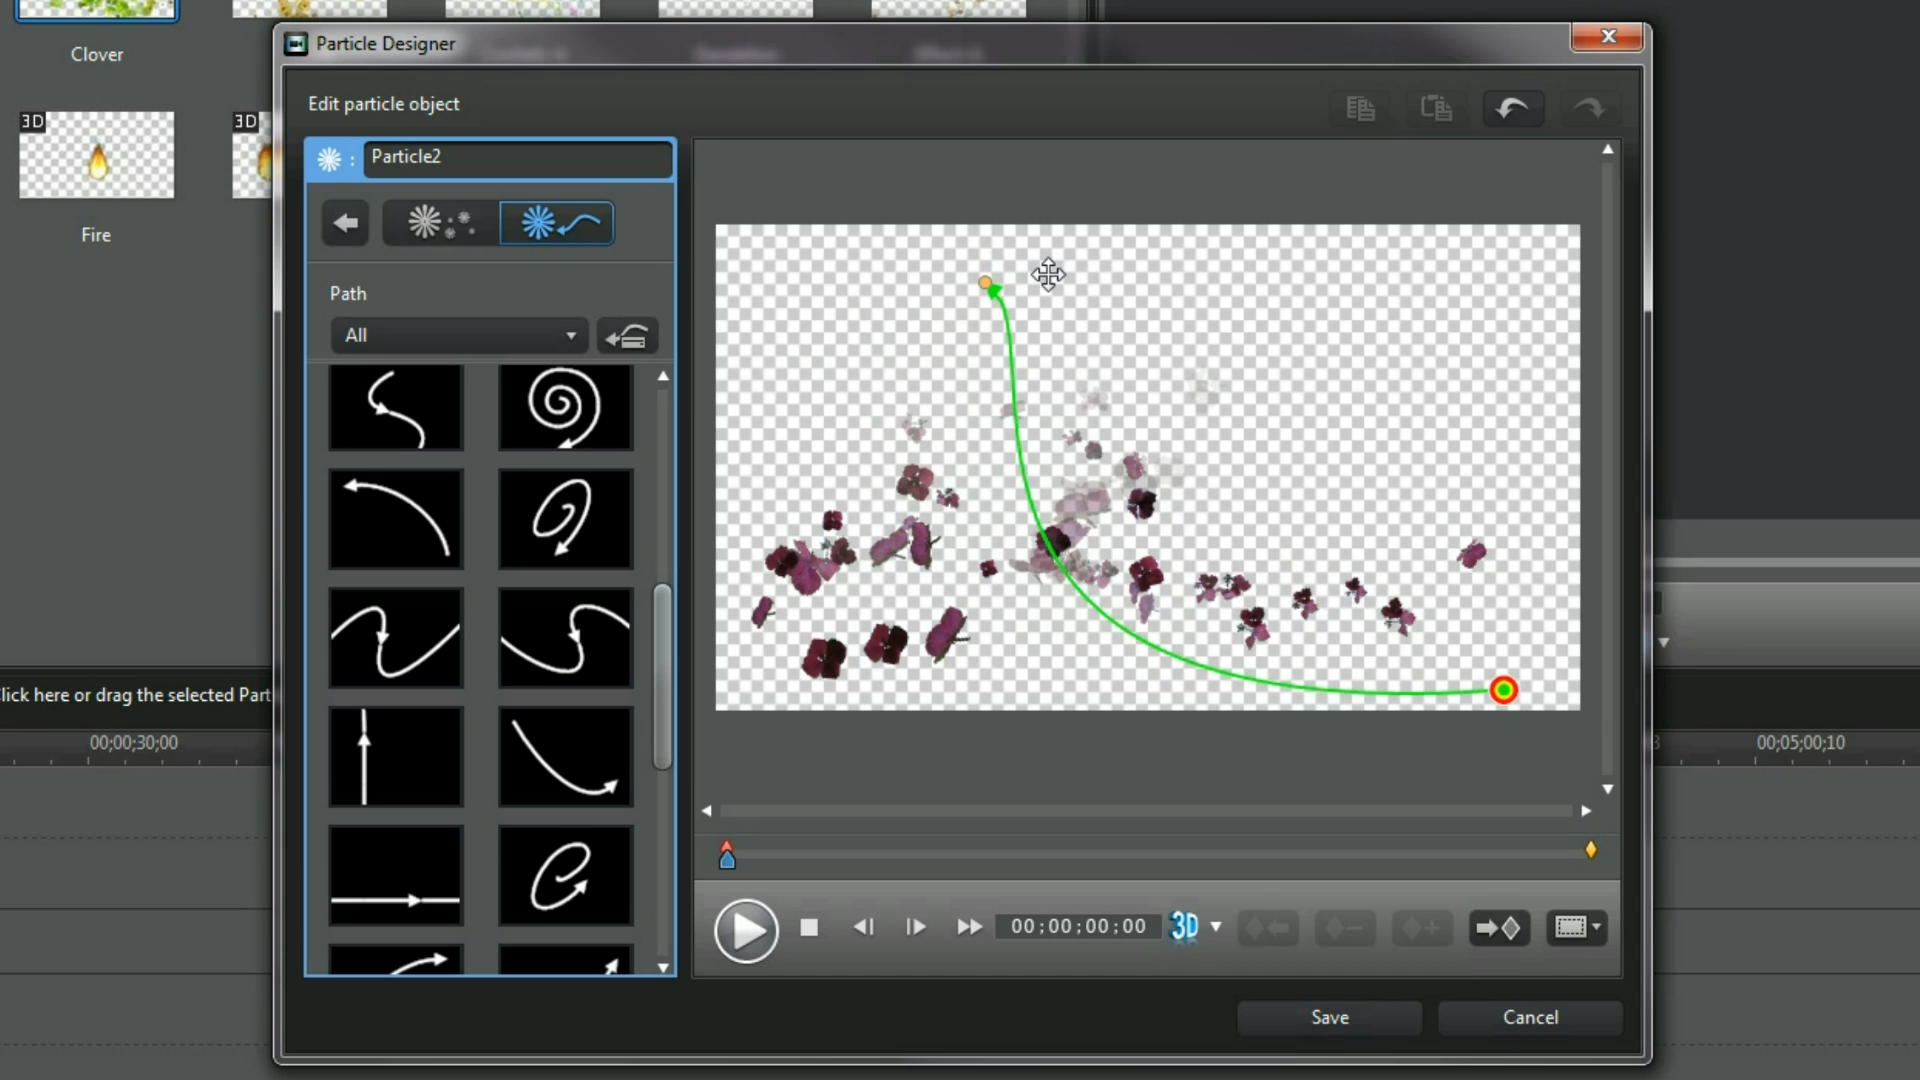 Clover
Particle Designer
3D
3D
Fire
Edit particle object
: Particle2
Path
All
lick here or drag the selected Part
00;00;30;00
00;05;00;10
00;00;00;00
3D
Save
Cancel